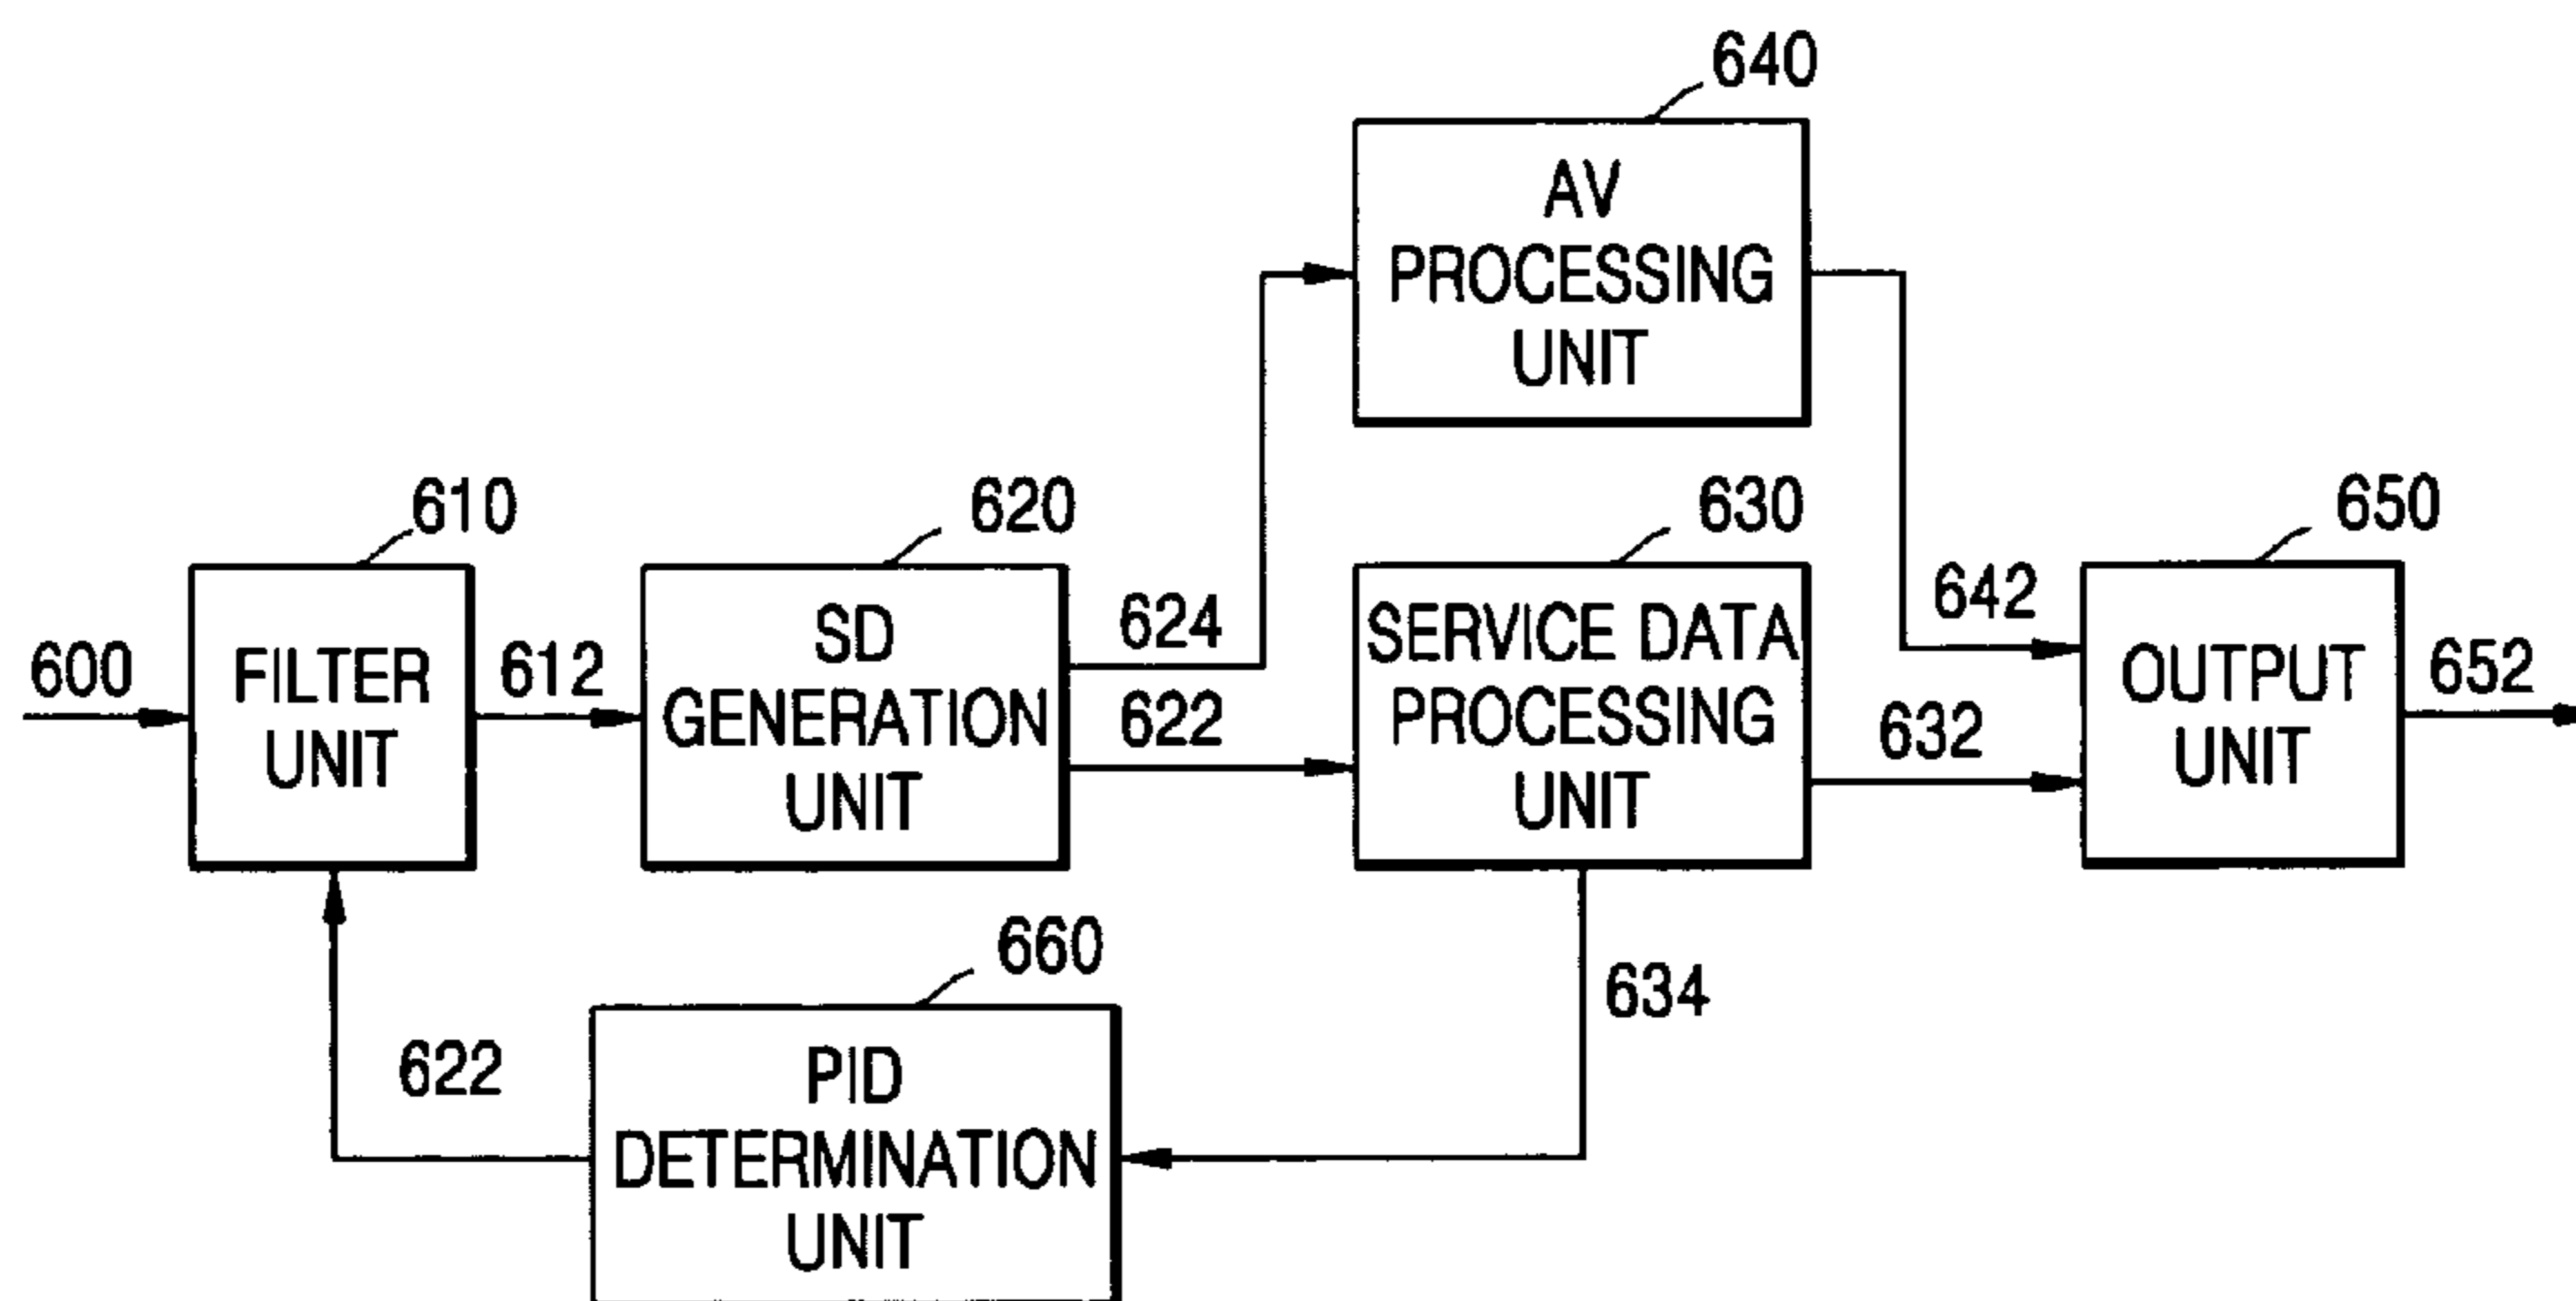 640
AV
PROCESSING
UNIT
610
620
630
650
600
FILTER
UNIT
612
SD
GENERATION
UNIT
624
622
SERVICE DATA
PROCESSING
UNIT
642
632
OUTPUT
UNIT
652
660
634
622
PID
DETERMINATION
UNIT